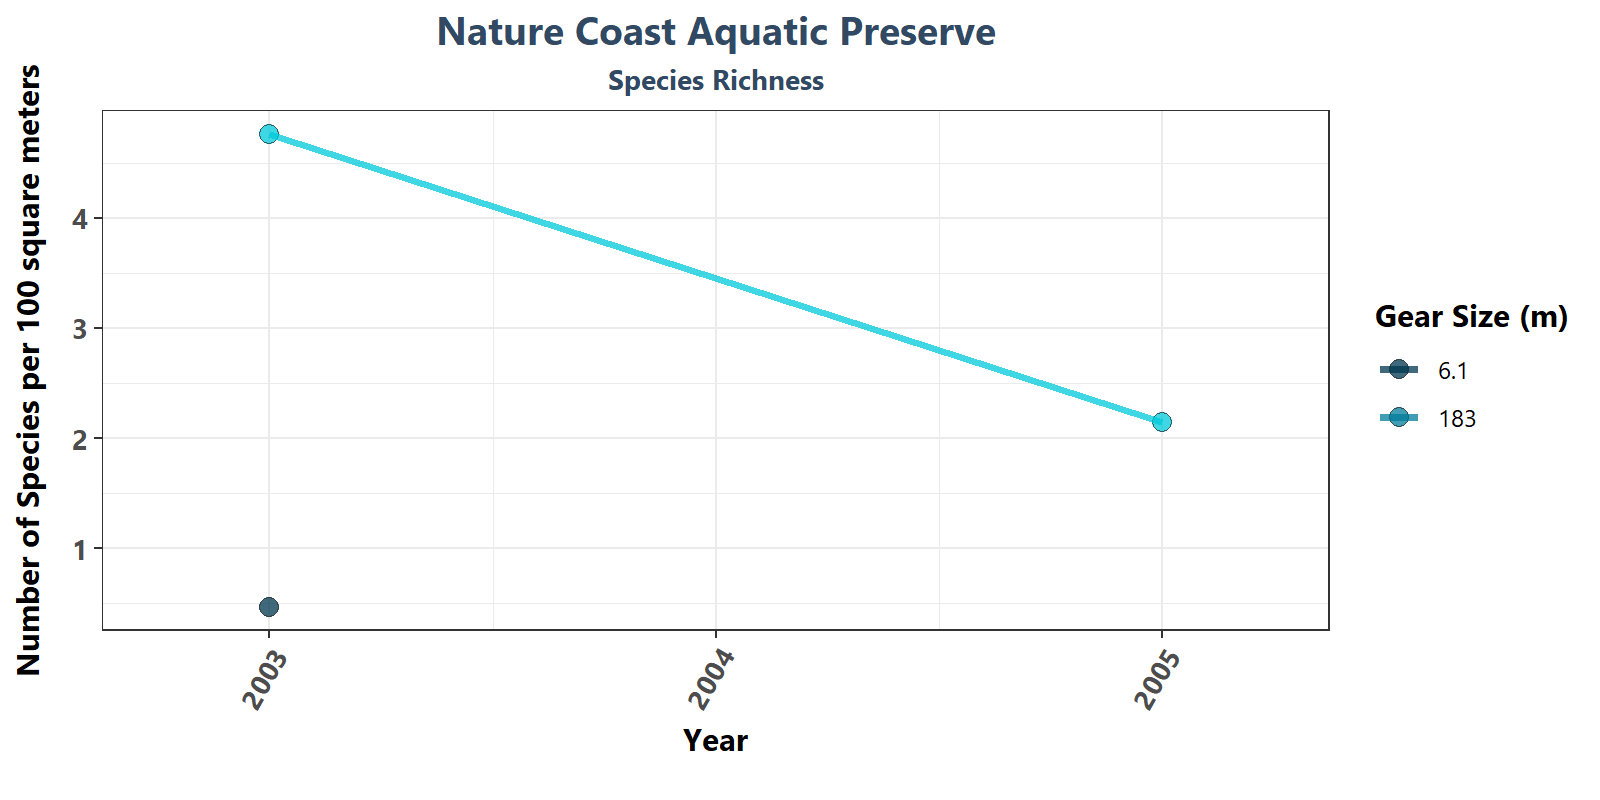 Nature Coast Aquatic Preserve
Species Richness
Number of Species per 100 square meters
4
3
2
1
2003
2004
2005
Year
Gear Size (m)
6.1
183